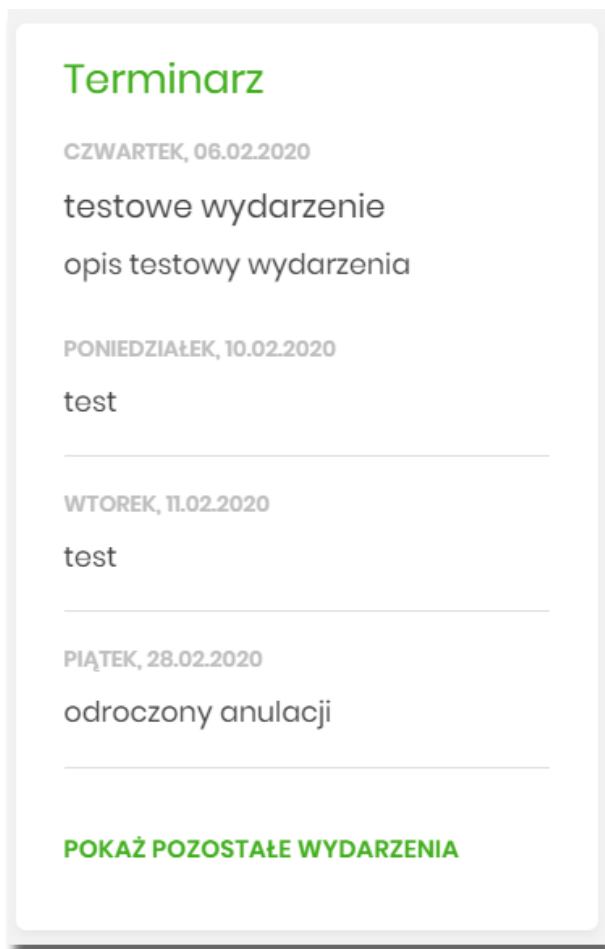 Terminarz
CZWARTEK, 06.02.2020
testowe wydarzenie
opis testowy wydarzenia
PONIEDZIAŁEK, 10.02.2020
test
WTOREK, 11.02.2020
test
PIĄTEK, 28.02.2020
odroczony anulacji
POKAŻ POZOSTAŁE WYDARZENIA